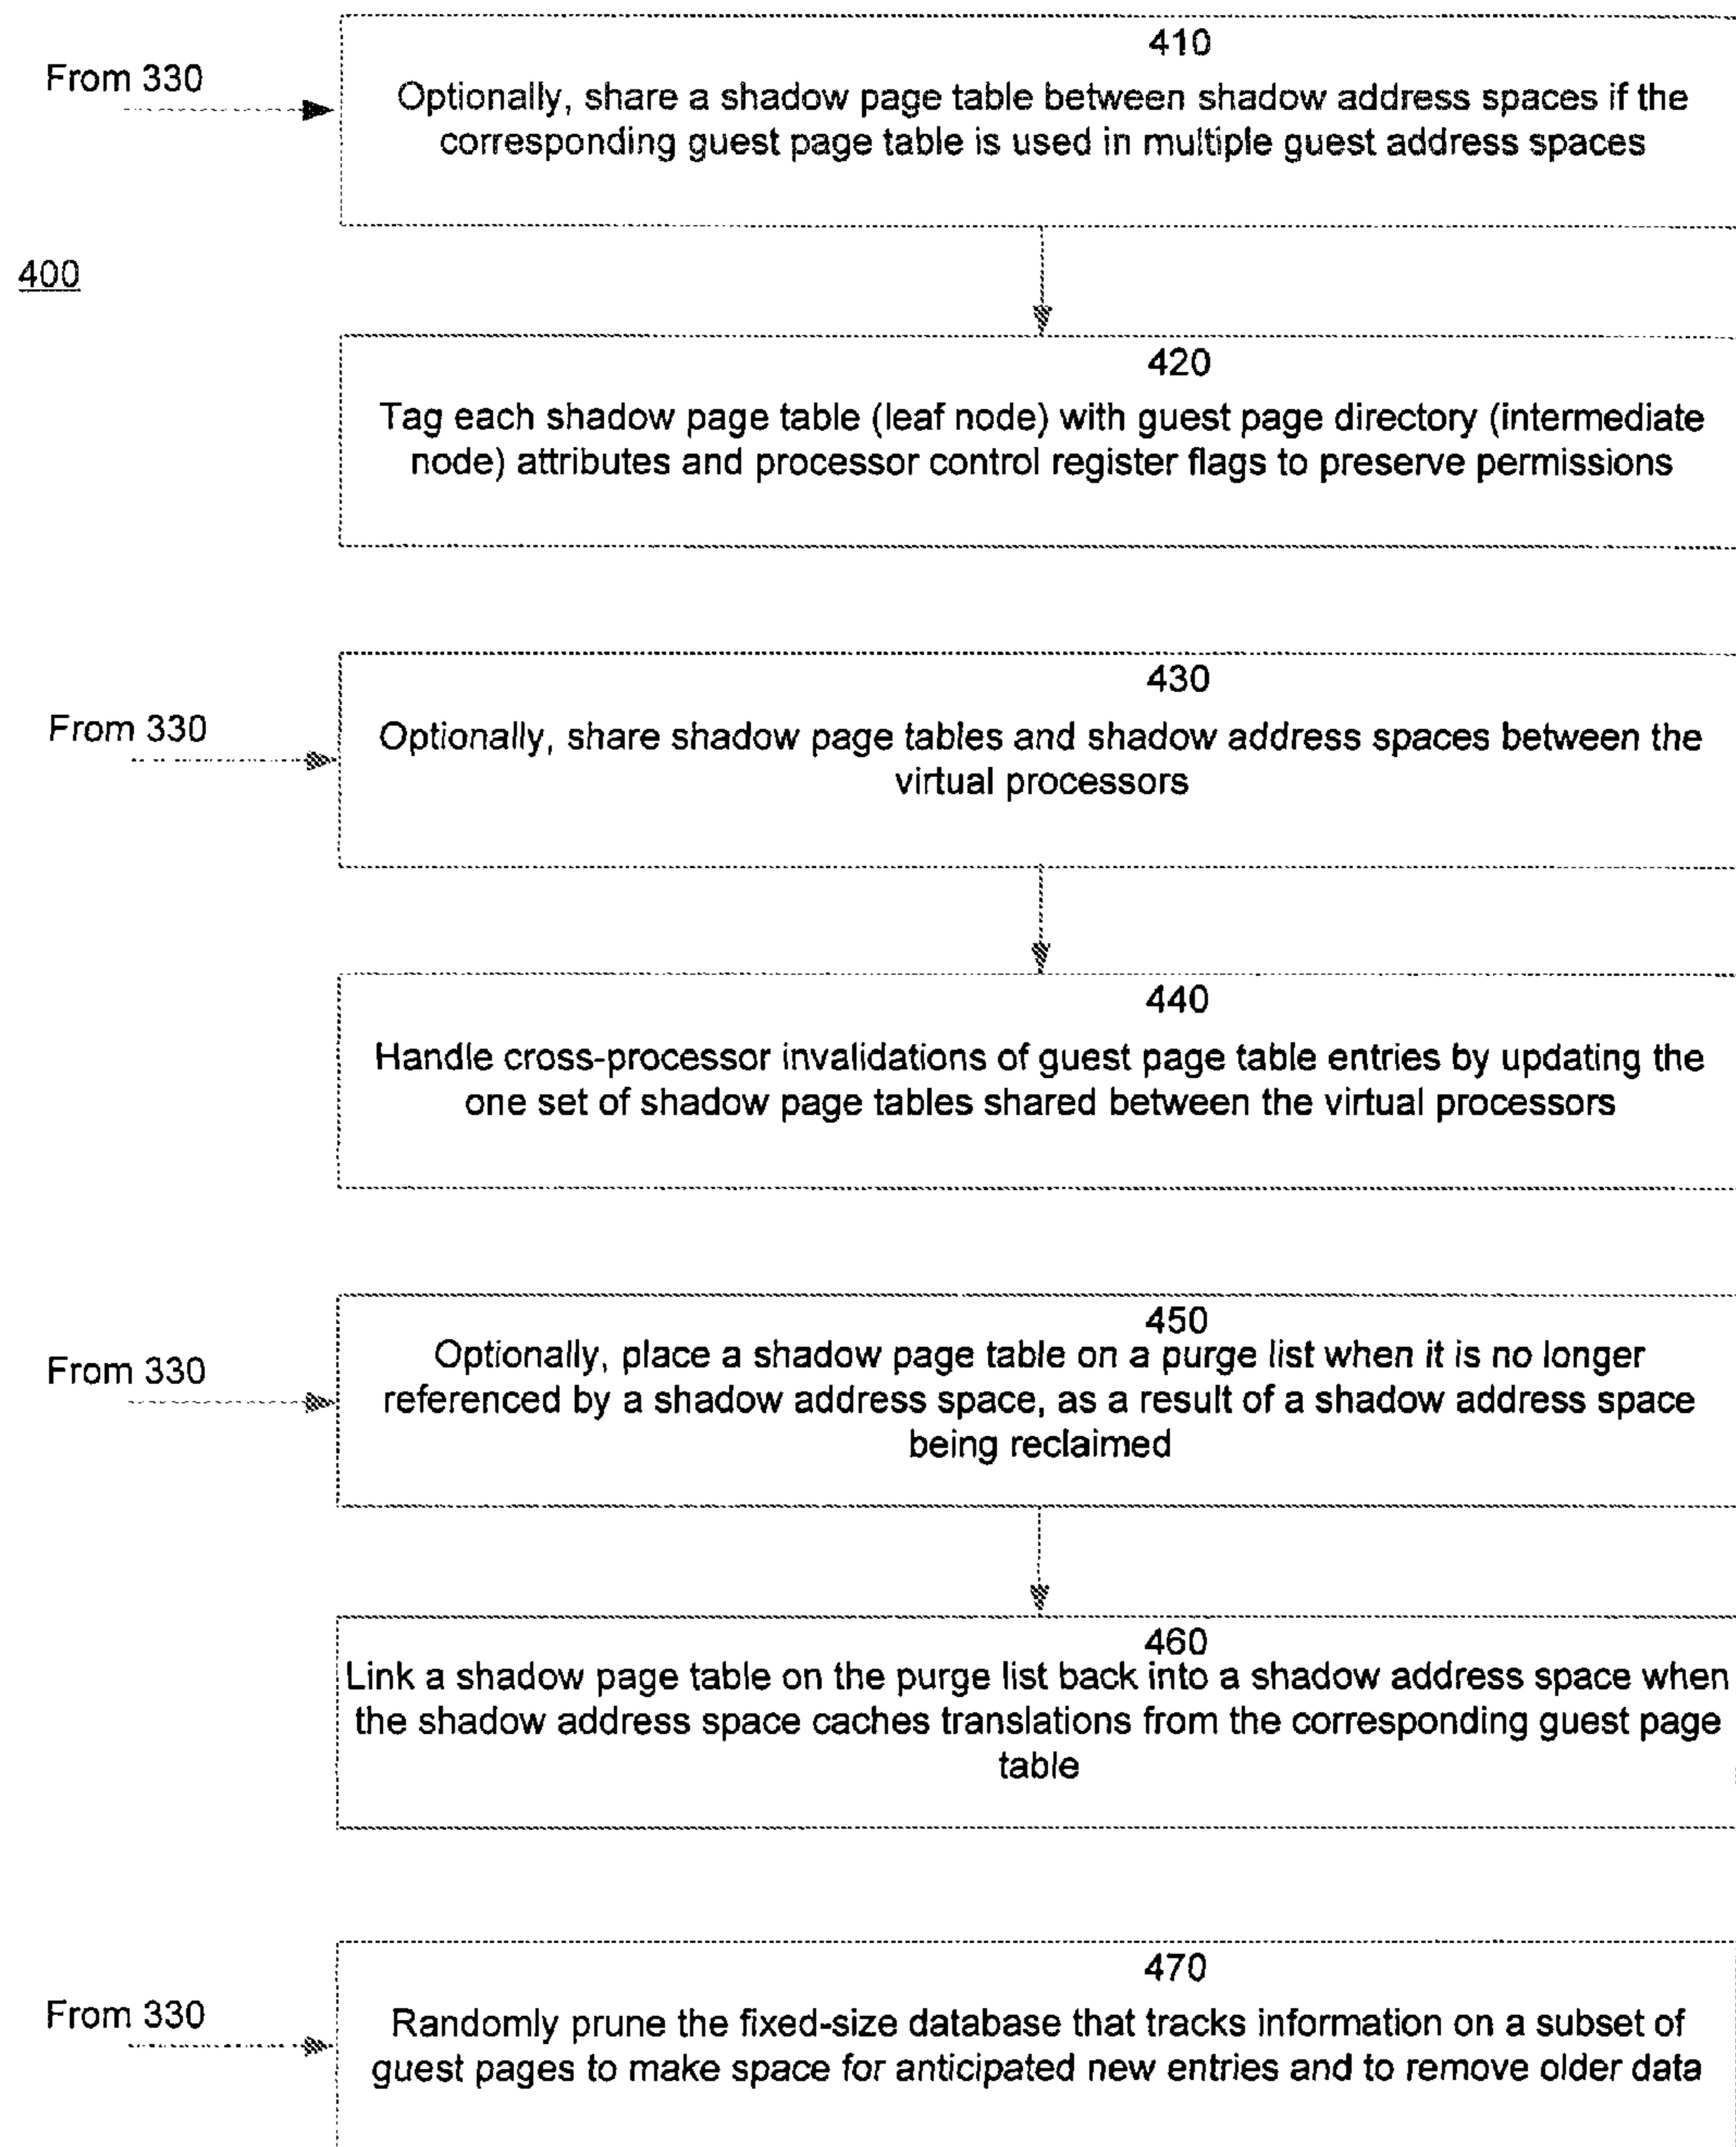 410
From 330
Optionally, share a shadow page table between shadow address spaces if the
corresponding guest page table is used in multiple guest address spaces
400
420
Tag each shadow page table (leaf node) with guest page directory (intermediate
node) attributes and processor control register flags to preserve permissions
430
From 330
Optionally, share shadow page tables and shadow address spaces between the
virtual processors
440
Handle cross-processor invalidations of guest page table entries by updating the
one set of shadow page tables shared between the virtual processors
450
From 330
Optionally, place a shadow page table on a purge list when it is no longer
referenced by a shadow address space, as a result of a shadow address space
being reclaimed
460
Link a shadow page table on the purge list back into a shadow address space when
the shadow address space caches translations from the corresponding guest page
table
470
From 330
Randomly prune the fixed-size database that tracks information on a subset of
guest pages to make space for anticipated new entries and to remove older data